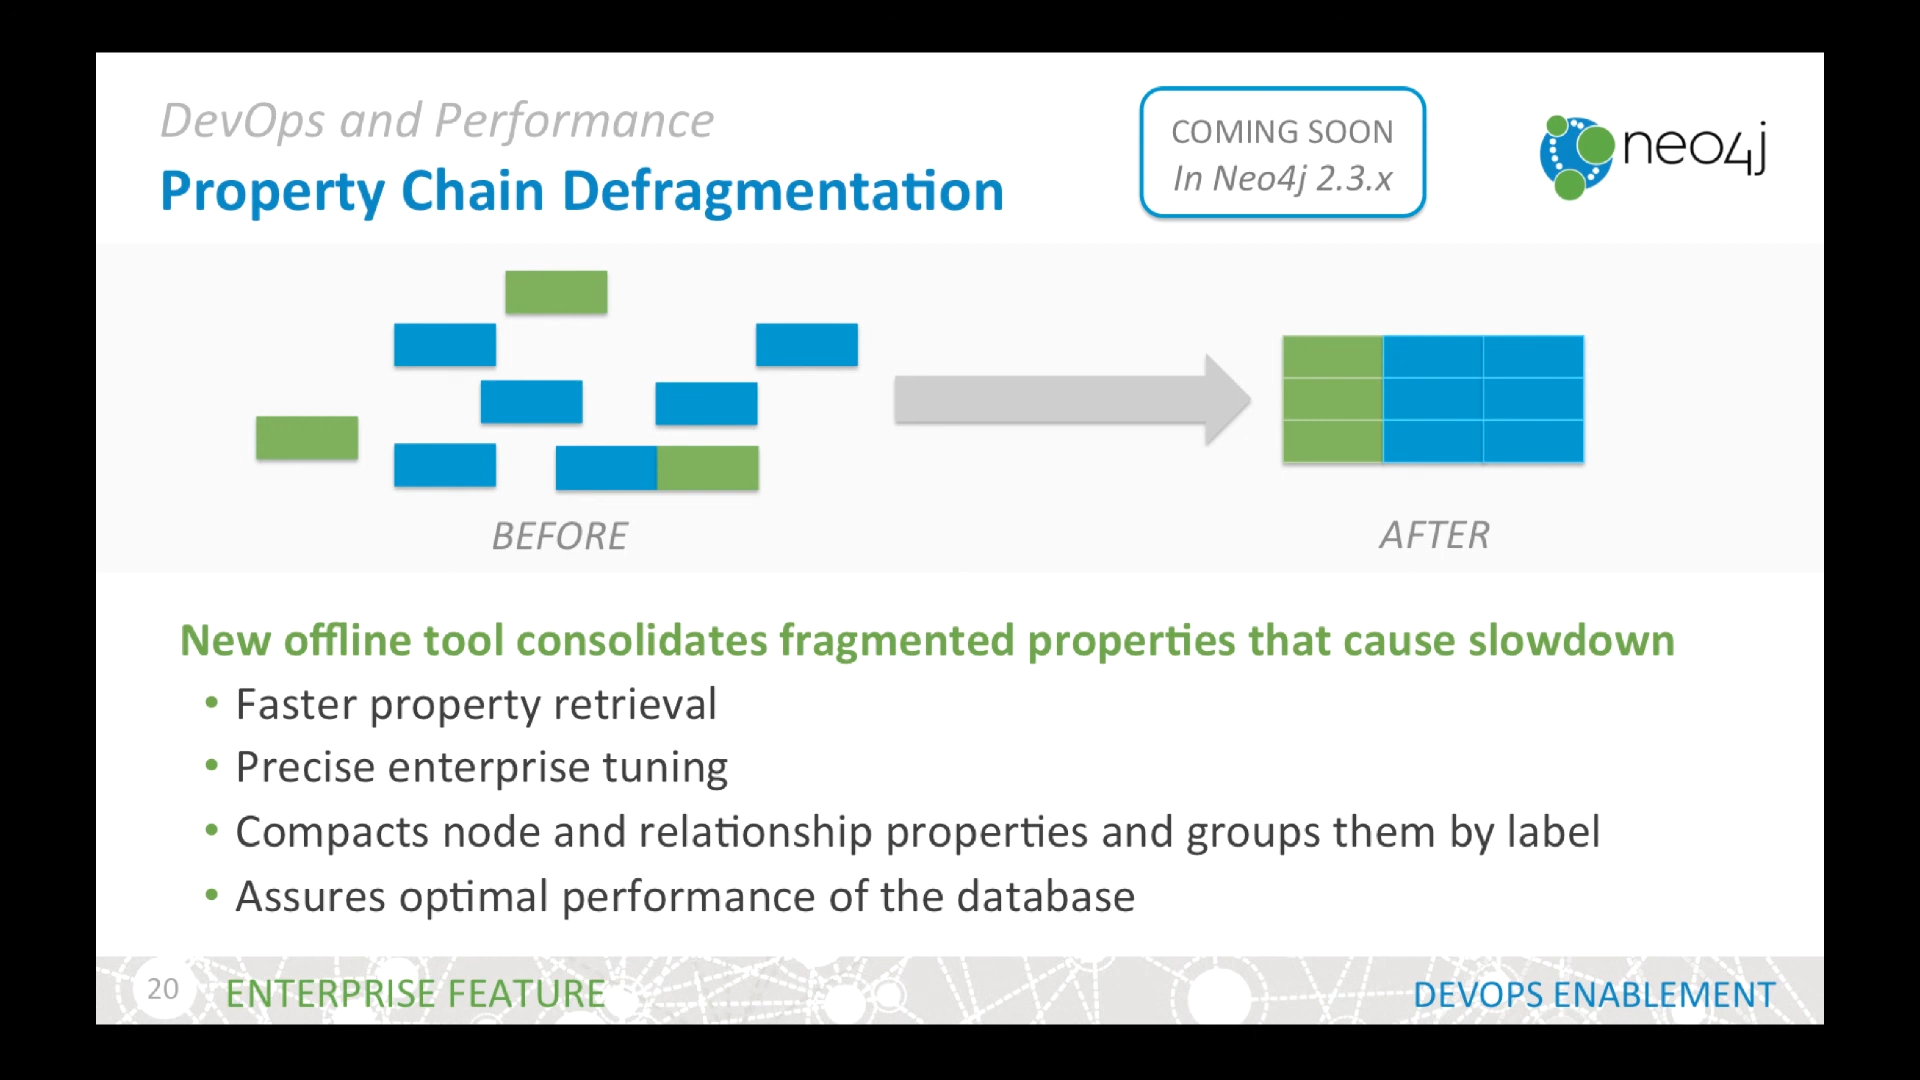 DevOps and Performance
Property Chain Defragmentation
COMING SOON
In Neo4j 2.3.x
neo4j
BEFORE
AFTER
New offline tool consolidates fragmented properties that cause slowdown
• Faster property retrieval
• Precise enterprise tuning
• Compacts node and relationship properties and groups them by label
• Assures optimal performance of the database
20
ENTERPRISE FEATURE
DEVOPS ENABLEMENT